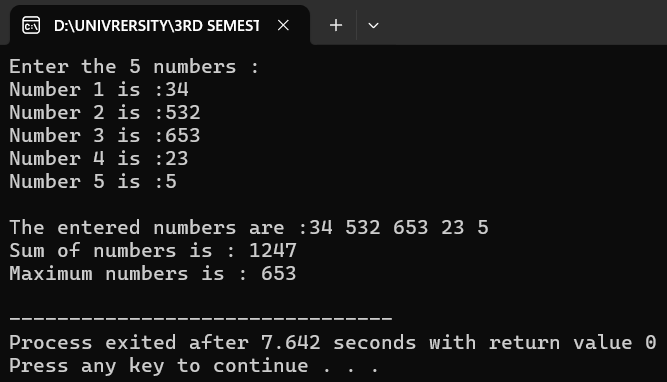 D:\UNIVRERSITY\3RD SEMEST
Enter the 5 numbers :
Number 1 is :34
Number 2 is :532
Number 3 is :653
Number 4 is :23
Number 5 is :5
The entered numbers are :34 532 653 23 5
Sum of numbers is : 1247
Maximum numbers is : 653
--------------------------------
Process exited after 7.642 seconds with return value 0
Press any key to continue . . .